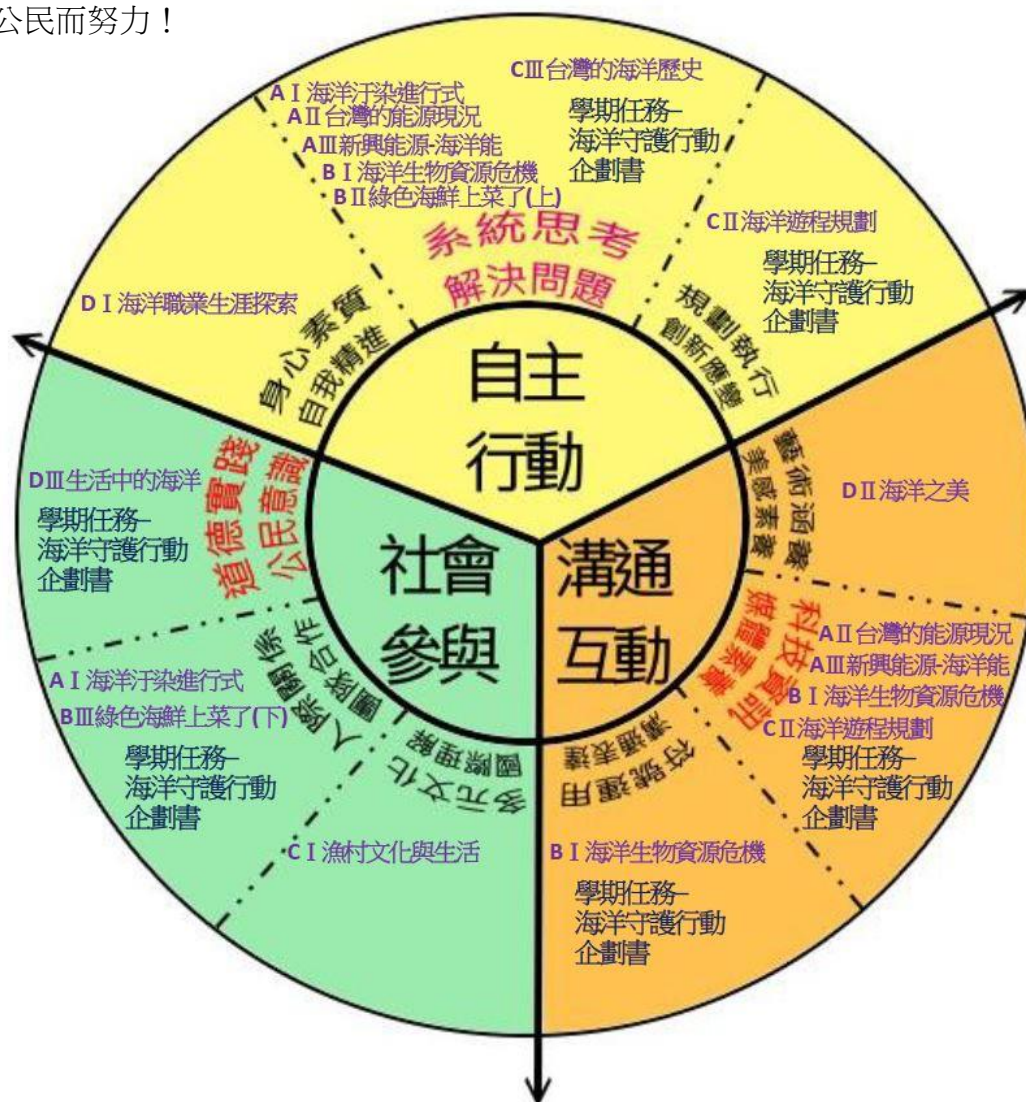 公民而努力！
CⅢ台灣的海洋歷史
學期任務–
海洋守護行動
企劃書
AⅠ海洋汙染進行式
AⅡ台灣的能源現況
AⅢ新興能源-海洋能
BⅠ海洋生物資源危機
BⅡ綠色海鮮上菜了(上)
系統思考
解決問題
CⅡ海洋遊程規劃
學期任務–
海洋守護行動
企劃書
規劃執行
創新應變
DⅠ海洋職業生涯探索
身心素質
自我精進
自主
行動
DⅢ生活中的海洋
學期任務–
海洋守護行動
企劃書
道德實踐
公民意識
社會
參與
溝通
互動
藝術涵養
美感素養
DⅡ海洋之美
科技資訊
媒體素養
AⅡ台灣的能源現況
AⅢ新興能源-海洋能
BⅠ海洋生物資源危機
CⅡ海洋遊程規劃
學期任務–
海洋守護行動
企劃書
AⅠ海洋汙染進行式
BⅢ綠色海鮮上菜了(下)
學期任務–
海洋守護行動
企劃書
人際關係
團隊合作
多元文化
國際理解
CⅠ漁村文化與生活
符號運用
溝通表達
BⅠ海洋生物資源危機
學期任務–
海洋守護行動
企劃書